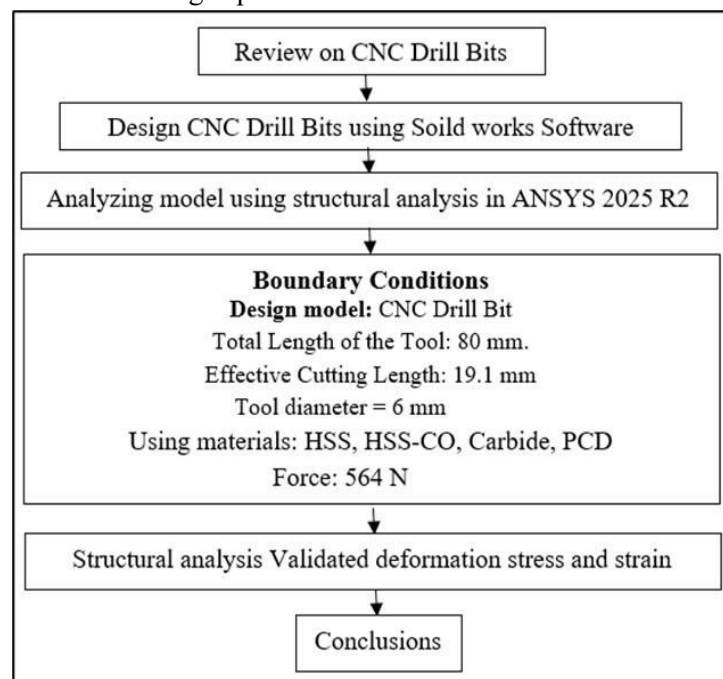 Review on CNC Drill Bits
Design CNC Drill Bits using Soild works Software
Analyzing model using structural analysis in ANSYS 2025 R2
Boundary Conditions
Design model: CNC Drill Bit
Total Length of the Tool: 80 mm.
Effective Cutting Length: 19.1 mm
Tool diameter = 6 mm
Using materials: HSS, HSS-CO, Carbide, PCD
Force: 564 N
Structural analysis Validated deformation stress and strain
Conclusions